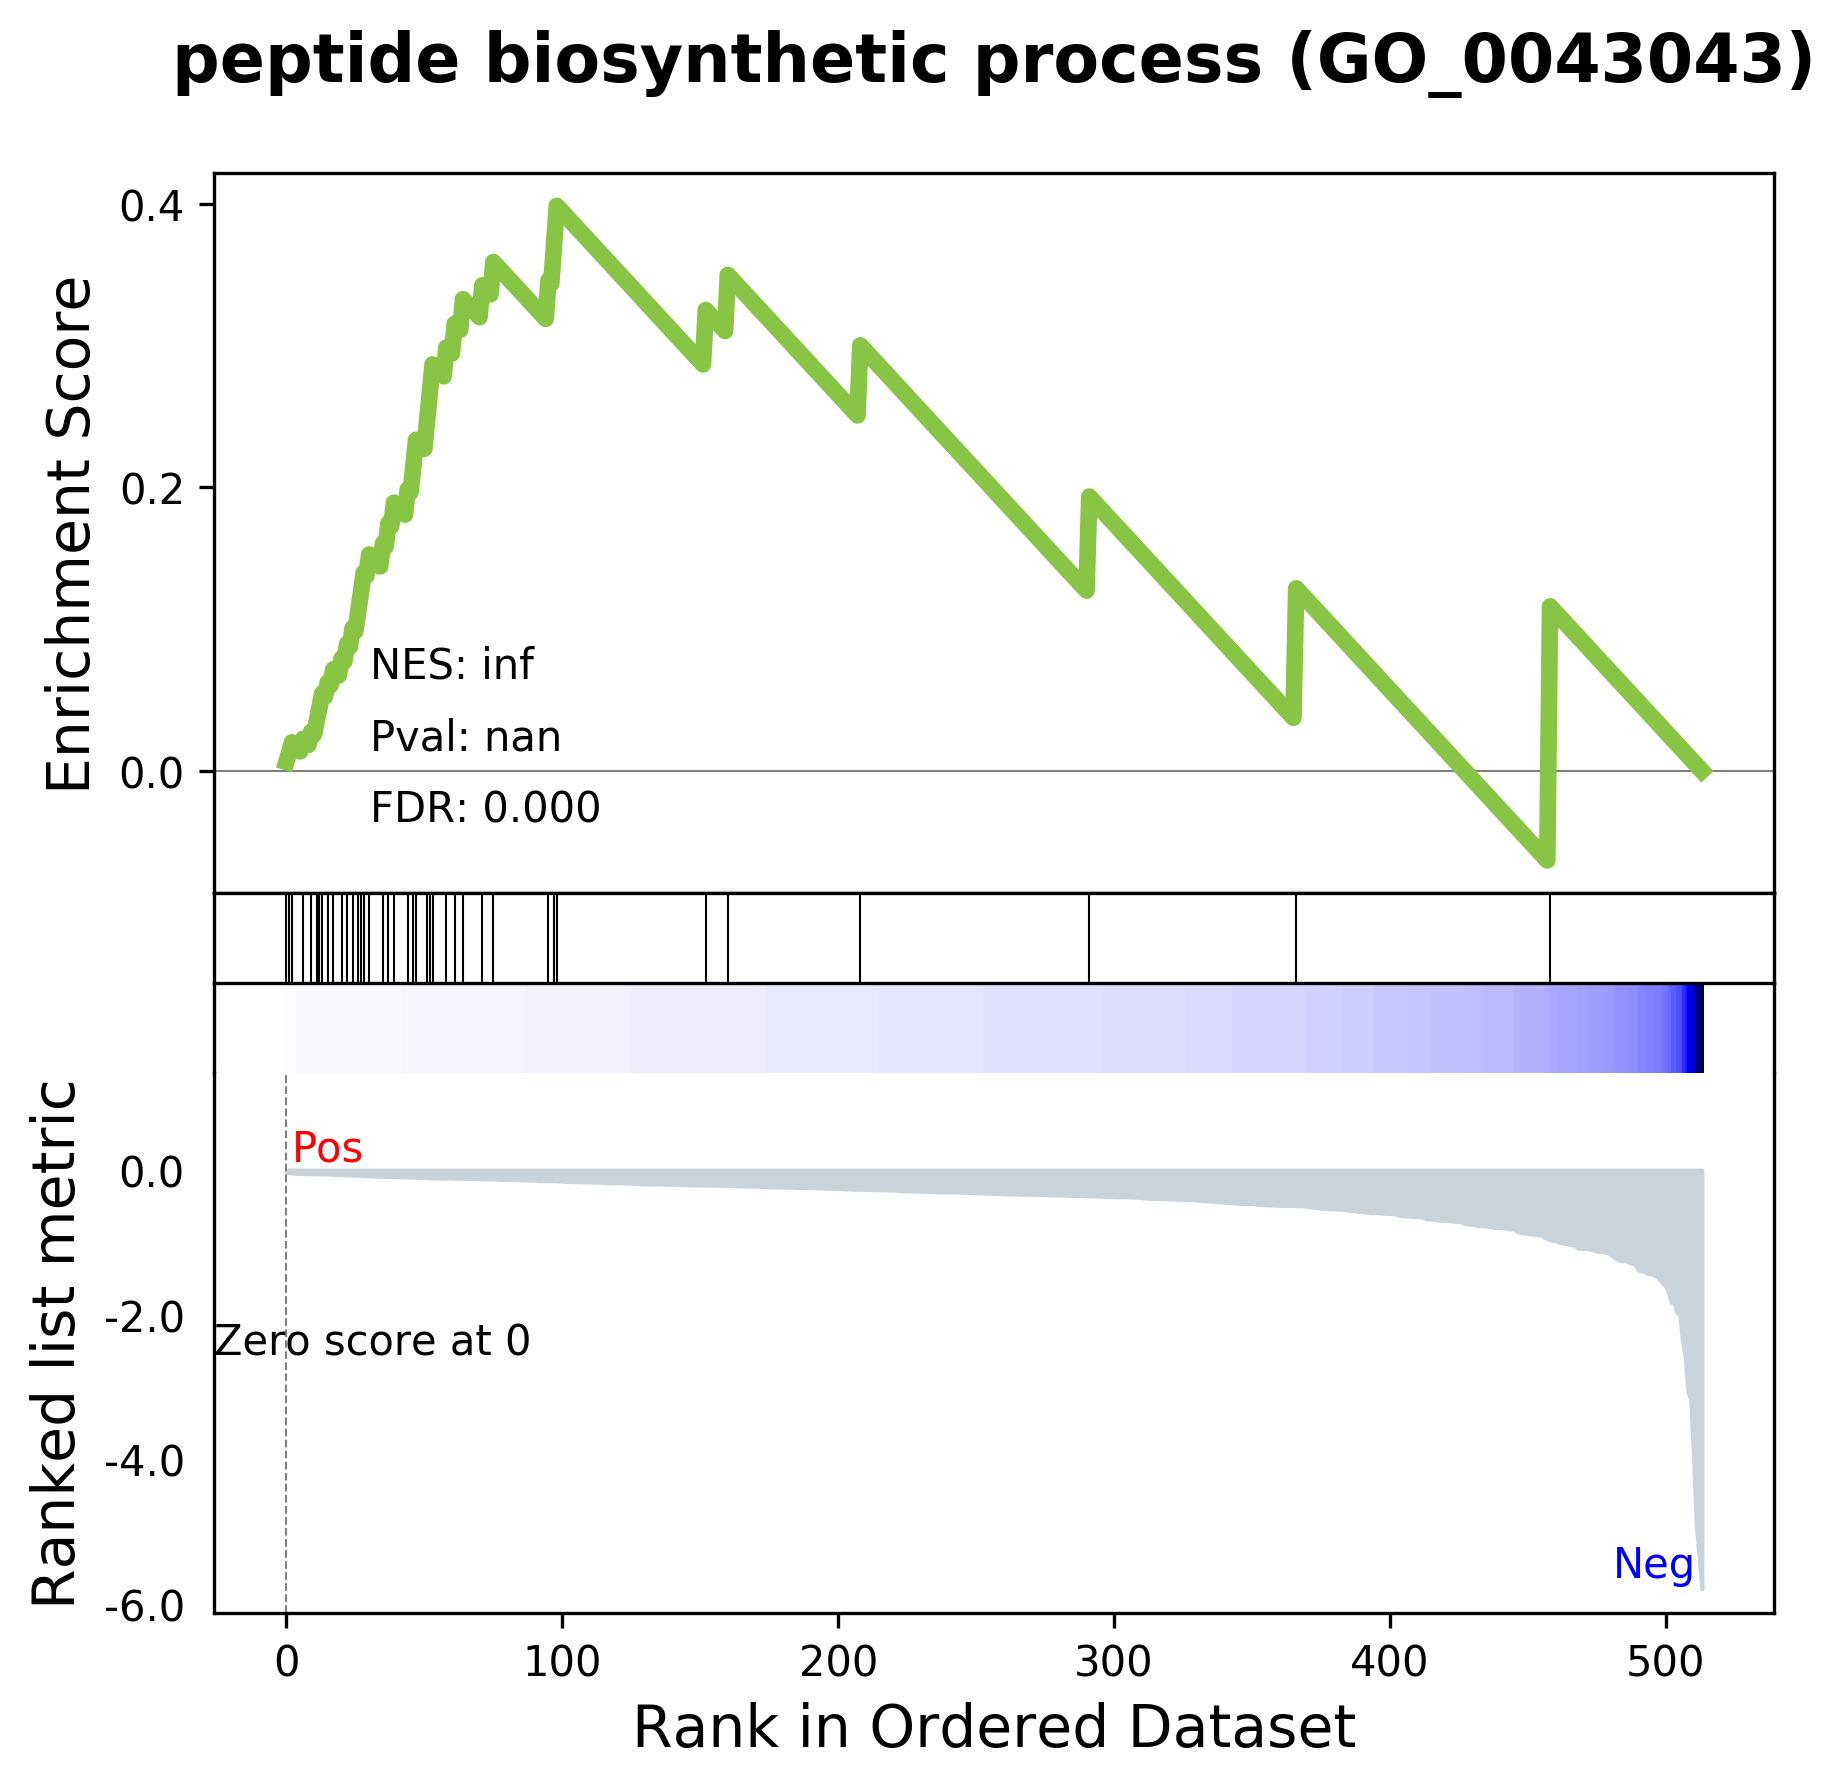 peptide biosynthetic process (GO_0043043)
Enrichment Score
0.4
0.2
0.0
NES: inf
Pval: nan
FDR: 0.000
Ranked list metric
0.0
-2.0
-4.0
-6.0
Pos
Zero score at 0
Neg
0 100 200 300 400 500
Rank in Ordered Dataset